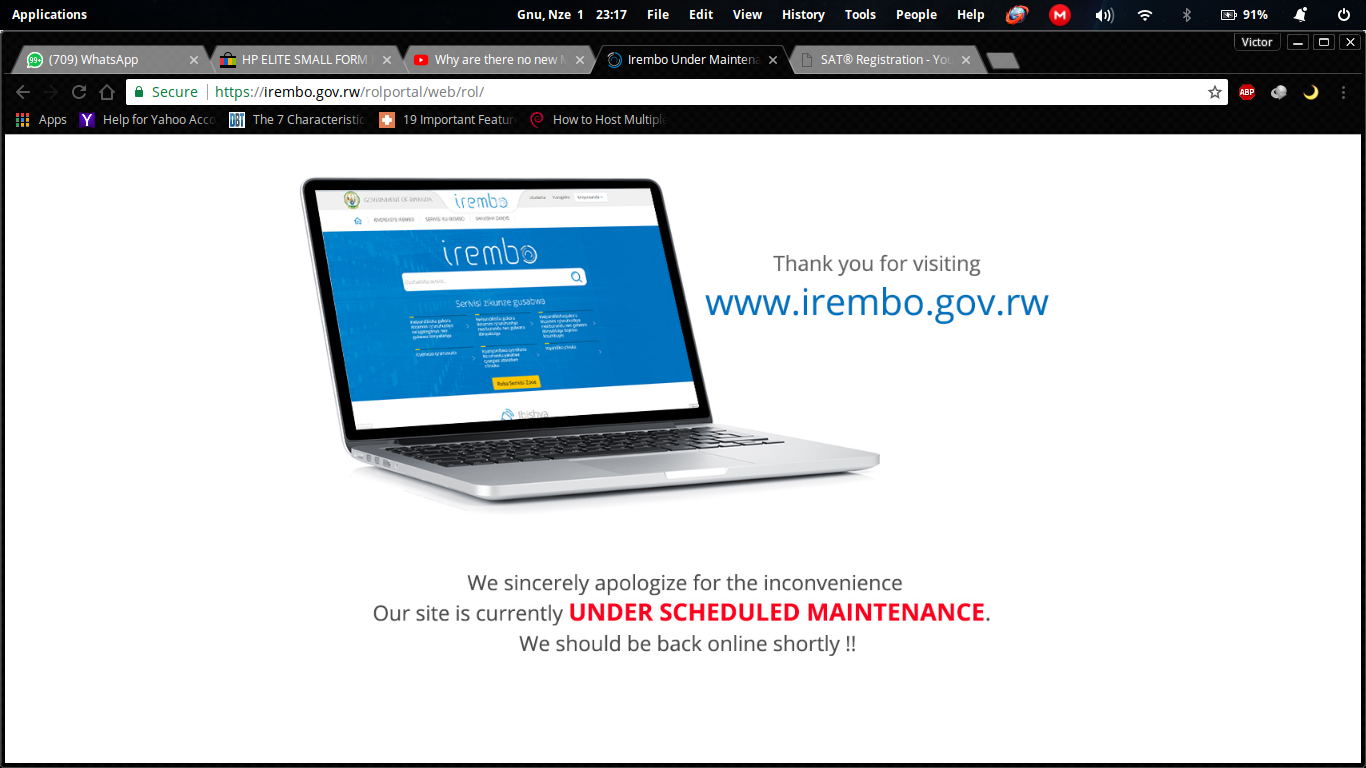 Applications
Gnu, Nze 1 23:17 File Edit View History Tools People Help 91%
Victor
99+ (709) WhatsApp
HP ELITE SMALL FORM
Why are there no new
Irembo Under Maintena
SAT® Registration - You
Secure https://irembo.gov.rw/rolportal/web/rol/ ABP
Apps Help for Yahoo Acco The 7 Characteristic 19 Important Featur How to Host Multiple
GOVERNMENT OF RWANDA irembo
irembo
Servisi zikunze gusabwa
Reba Servisi Zose
Ibishya
Thank you for visiting
www.irembo.gov.rw
We sincerely apologize for the inconvenience
Our site is currently UNDER SCHEDULED MAINTENANCE.
We should be back online shortly !!